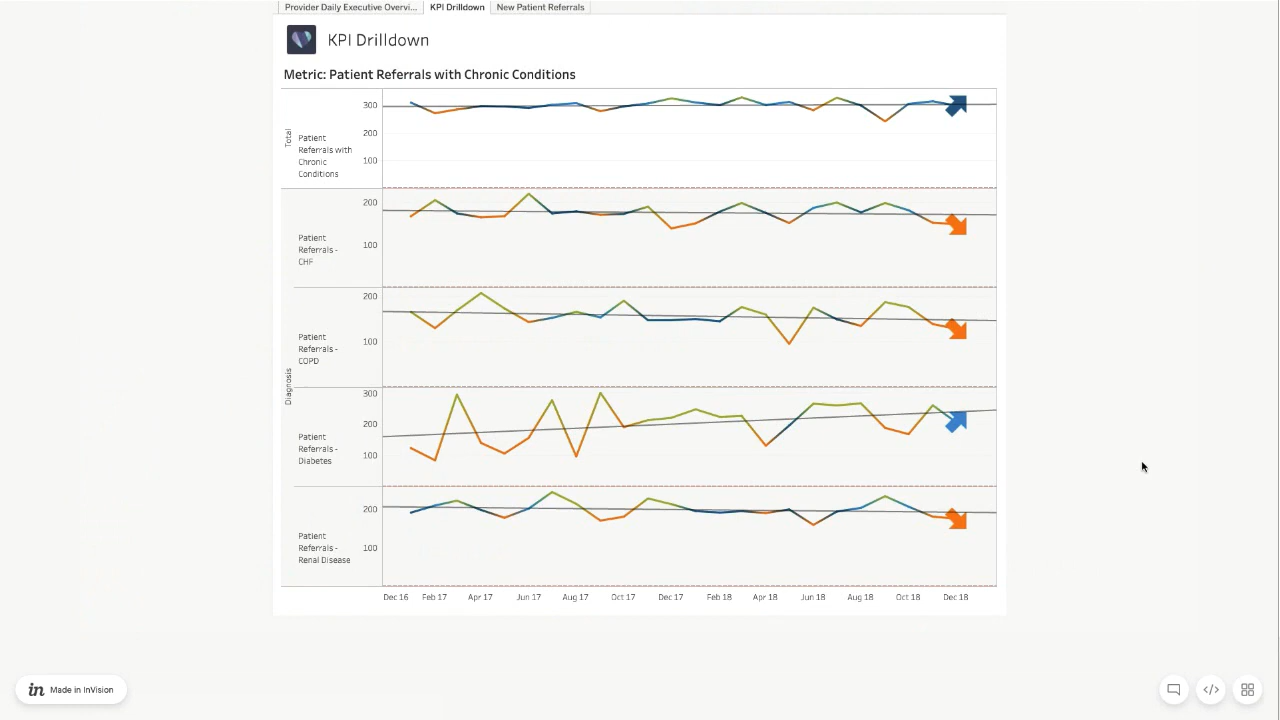 Provider Daily Executive Overvi...
KPI Drilldown
New Patient Referrals
KPI Drilldown
Metric: Patient Referrals with Chronic Conditions
Total
Patient
Referrals with
Chronic
Conditions
300
200
100
Diagnosis
Patient
Referrals -
CHF
200
100
Patient
Referrals -
COPD
200
100
Patient
Referrals -
Diabetes
300
200
100
Patient
Referrals -
Renal Disease
200
100
Dec 16 Feb 17 Apr 17 Jun 17 Aug 17 Oct 17 Dec 17 Feb 18 Apr 18 Jun 18 Aug 18 Oct 18 Dec 18
in Made in InVision